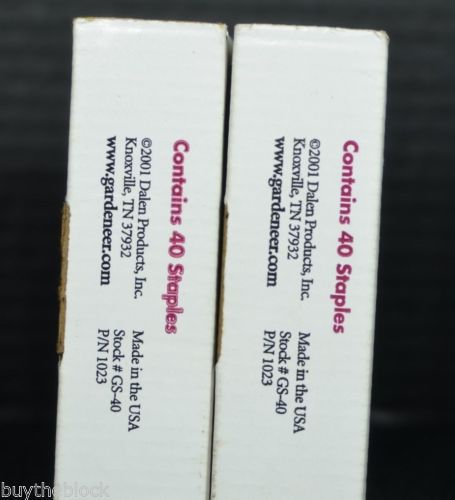 Contains 40 Staples
©2001 Dalen Products, Inc.
Knoxville, TN 37932
www.gardeneer.com
Made in the USA
Stock # GS-40
P/N 1023
Contains 40 Staples
©2001 Dalen Products, Inc.
Knoxville, TN 37932
www.gardeneer.com
Made in the USA
Stock # GS-40
P/N 1023
buytheblock